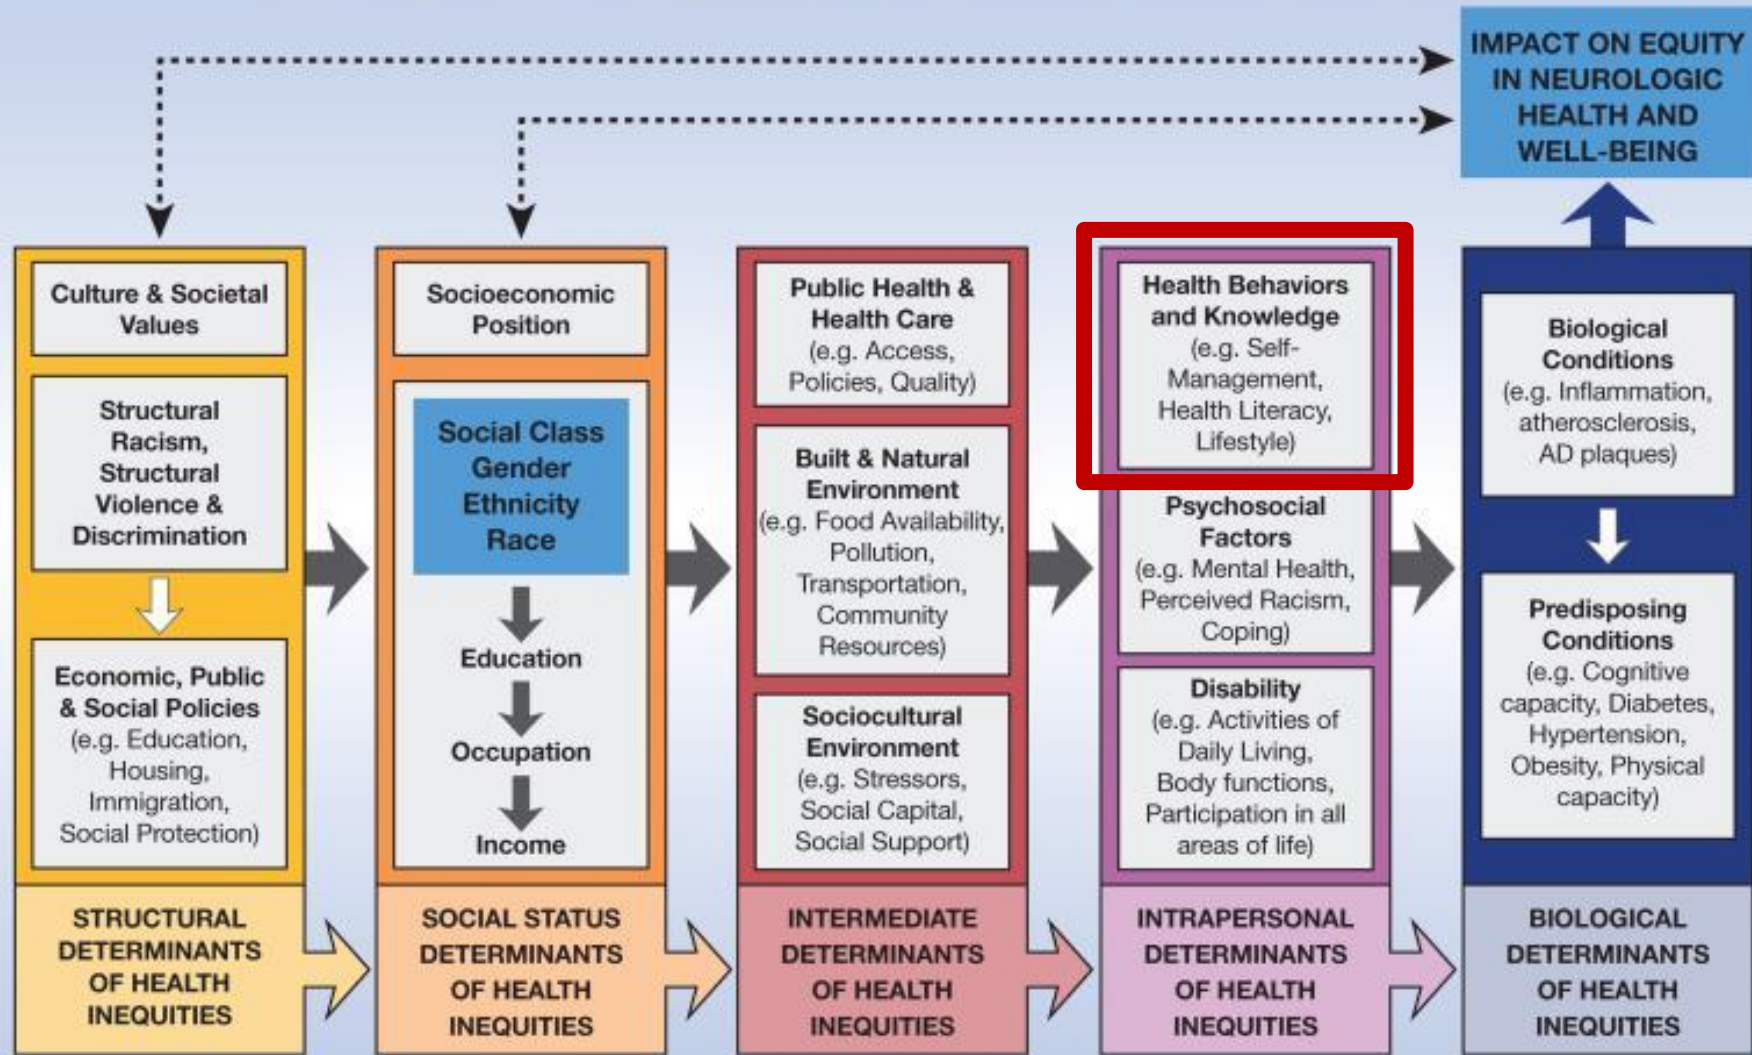 IMPACT ON EQUITY
IN NEUROLOGIC
HEALTH AND
WELL-BEING
Culture & Societal
Values
Structural
Racism,
Structural
Violence &
Discrimination
Economic, Public
& Social Policies
(e.g. Education,
Housing,
Immigration,
Social Protection)
STRUCTURAL
DETERMINANTS
OF HEALTH
INEQUITIES
Socioeconomic
Position
Social Class
Gender
Ethnicity
Race
Education
Occupation
Income
SOCIAL STATUS
DETERMINANTS
OF HEALTH
INEQUITIES
Public Health &
Health Care
(e.g. Access,
Policies, Quality)
Built & Natural
Environment
(e.g. Food Availability,
Pollution,
Transportation,
Community
Resources)
Sociocultural
Environment
(e.g. Stressors,
Social Capital,
Social Support)
INTERMEDIATE
DETERMINANTS
OF HEALTH
INEQUITIES
Health Behaviors
and Knowledge
(e.g. Self-
Management,
Health Literacy,
Lifestyle)
Psychosocial
Factors
(e.g. Mental Health,
Perceived Racism,
Coping)
Disability
(e.g. Activities of
Daily Living,
Body functions,
Participation in all
areas of life)
INTRAPERSONAL
DETERMINANTS
OF HEALTH
INEQUITIES
Biological
Conditions
(e.g. Inflammation,
atherosclerosis,
AD plaques)
Predisposing
Conditions
(e.g. Cognitive
capacity, Diabetes,
Hypertension,
Obesity, Physical
capacity)
BIOLOGICAL
DETERMINANTS
OF HEALTH
INEQUITIES